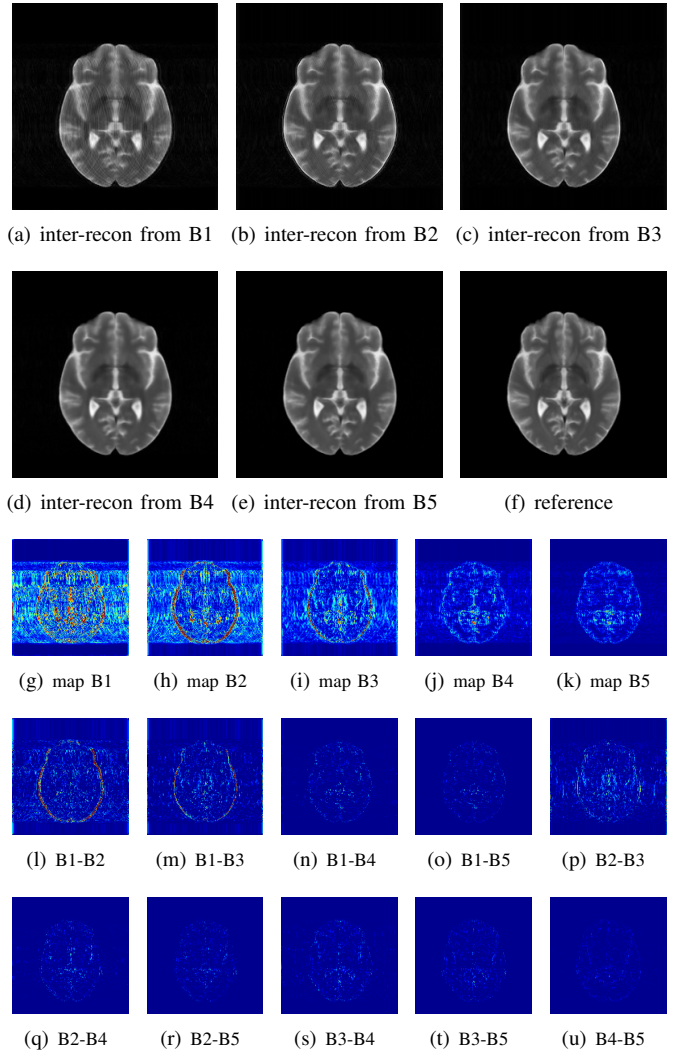 (a) inter-recon from B1 (b) inter-recon from B2 (c) inter-recon from B3
(d) inter-recon from B4 (e) inter-recon from B5 (f) reference
(g) map B1 (h) map B2 (i) map B3 (j) map B4 (k) map B5
(l) B1-B2 (m) B1-B3 (n) B1-B4 (o) B1-B5 (p) B2-B3
(q) B2-B4 (r) B2-B5 (s) B3-B4 (t) B3-B5 (u) B4-B5